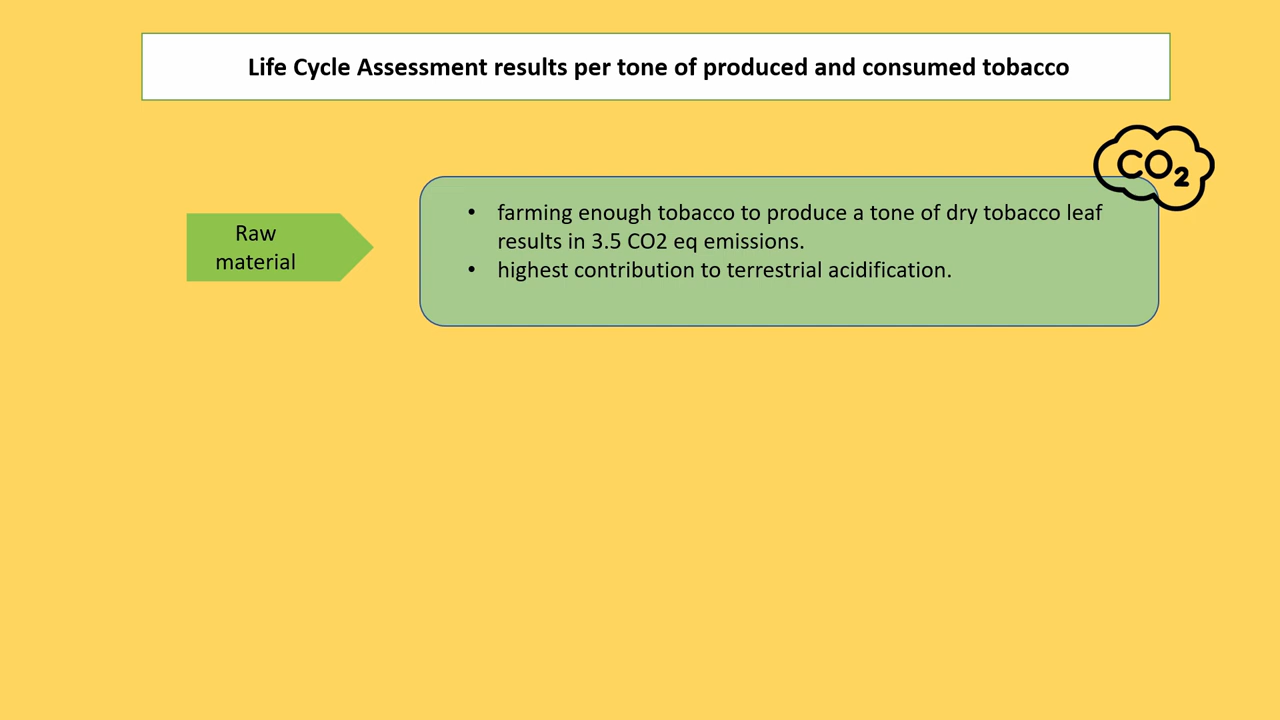 Life Cycle Assessment results per tone of produced and consumed tobacco
CO2
Raw
material
• farming enough tobacco to produce a tone of dry tobacco leaf
results in 3.5 CO2 eq emissions.
• highest contribution to terrestrial acidification.